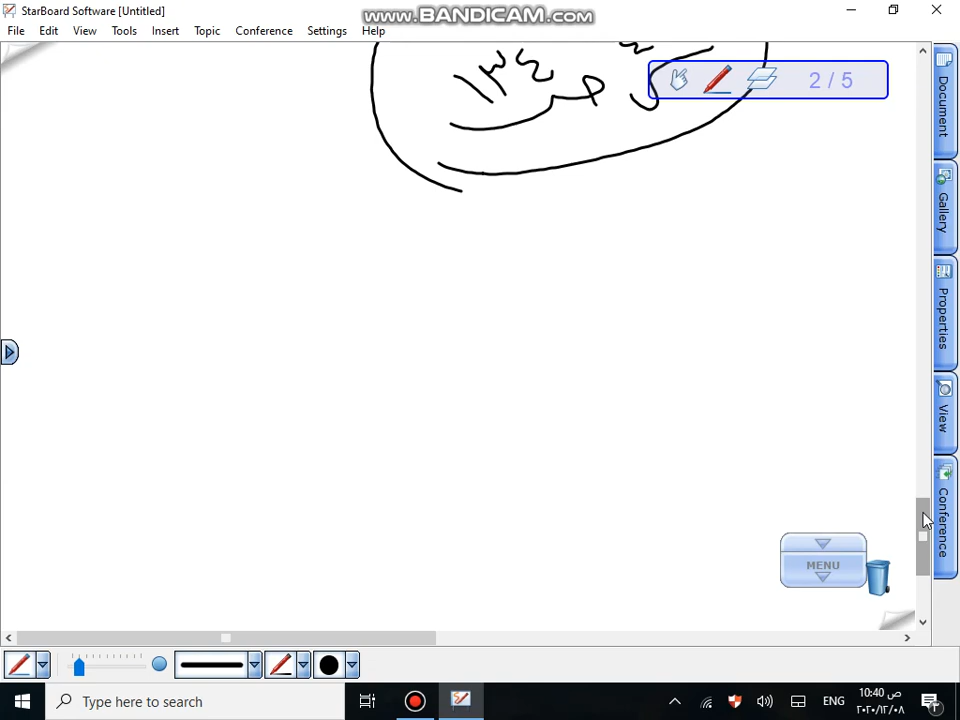 StarBoard Software [Untitled]
www.BANDICAM.com
File Edit View Tools Insert Topic Conference Settings Help
2 / 5
Document
Gallery
Properties
View
Conference
MENU
Type here to search
ENG
10:40 ص
٢٠٢٠/١٢/٠٨